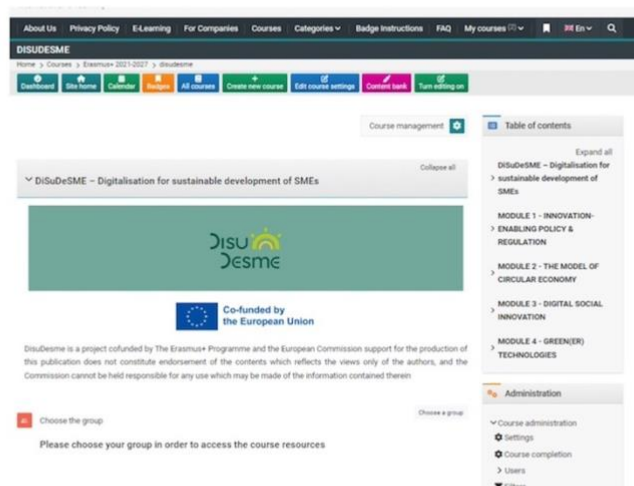 About Us Privacy Policy E-Learning For Companies Courses Categories Badge Instructions FAQ My courses En
DISUDESME
Home > Courses > Erasmus+ 2021-2027 > disudesme
Dashboard Site home Calendar Badges All courses Create new course Edit course settings Content bank Turn editing on
Course management
Collapse all
DiSuDeSME – Digitalisation for sustainable development of SMEs
DISU
DESME
Co-funded by
the European Union
DisuDesme is a project cofunded by The Erasmus+ Programme and the European Commission support for the production of
this publication does not constitute endorsement of the contents which reflects the views only of the authors, and the
Commission cannot be held responsible for any use which may be made of the information contained therein
Choose the group
Choose a group
Please choose your group in order to access the course resources
Table of contents
Expand all
DiSuDeSME – Digitalisation for
> sustainable development of
SMEs
MODULE 1 - INNOVATION-
> ENABLING POLICY &
REGULATION
MODULE 2 - THE MODEL OF
> CIRCULAR ECONOMY
MODULE 3 - DIGITAL SOCIAL
> INNOVATION
MODULE 4 - GREEN(ER)
> TECHNOLOGIES
Administration
Course administration
Settings
Course completion
> Users